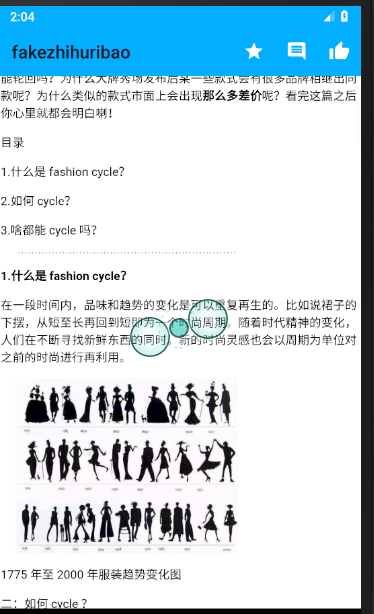 2:04
fakezhihuribao
能轮回吗？为什么大牌秀场发布后某一些款式会有很多品牌相继出同
款呢？为什么类似的款式市面上会出现那么多差价呢？看完这篇之后
你心里就都会明白喇！
目录
1.什么是 fashion cycle？
2.如何 cycle？
3.啥都能 cycle 吗？
1.什么是 fashion cycle？
在一段时间内，品味和趋势的变化是可以重复再生的。比如说裙子的
下摆，从短至长再回到短即为一个时尚周期。随着时代精神的变化，
人们在不断寻找新鲜东西的同时，新的时尚灵感也会以周期为单位对
之前的时尚进行再利用。
1775 年至 2000 年服装趋势变化图
二：如何 cycle ？